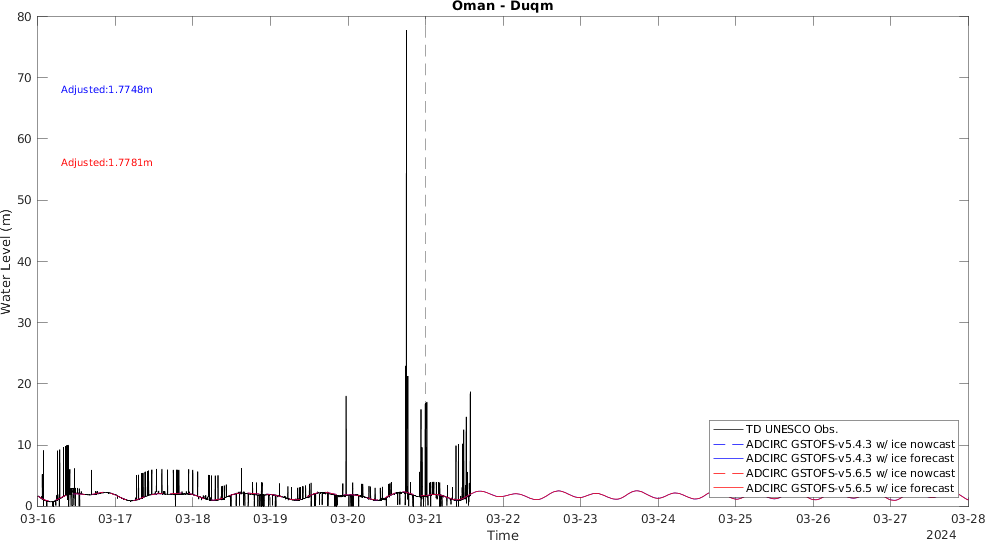 Oman - Duqm
80
70
60
50
40
30
20
10
0
Water Level (m)
Adjusted:1.7748m
Adjusted:1.7781m
TD UNESCO Obs.
ADCIRC GSTOFS-v5.4.3 w/ ice nowcast
ADCIRC GSTOFS-v5.4.3 w/ ice forecast
ADCIRC GSTOFS-v5.6.5 w/ ice nowcast
ADCIRC GSTOFS-v5.6.5 w/ ice forecast
03-16 03-17 03-18 03-19 03-20 03-21 03-22 03-23 03-24 03-25 03-26 03-27 03-28
Time
2024